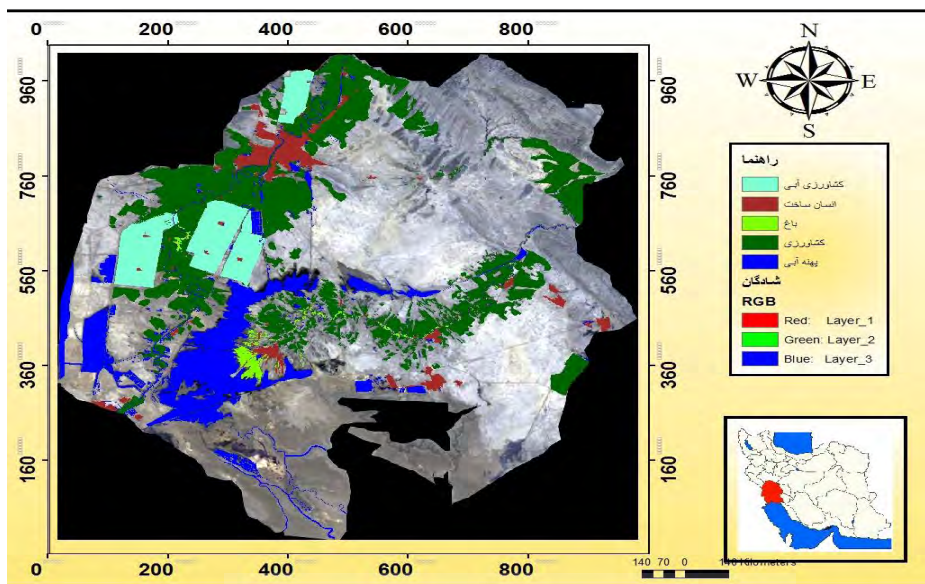 0 200 400 600 800
960
760
560
360
160
960
760
560
360
160
0 200 400 600 800
N
W E
S
راهنما
کشاورزی آبی
انسان ساخت
باغ
کشاورزی
پهنه آبی
شادگان
RGB
Red: Layer_1
Green: Layer_2
Blue: Layer_3
140 70 0 140 Kilometers